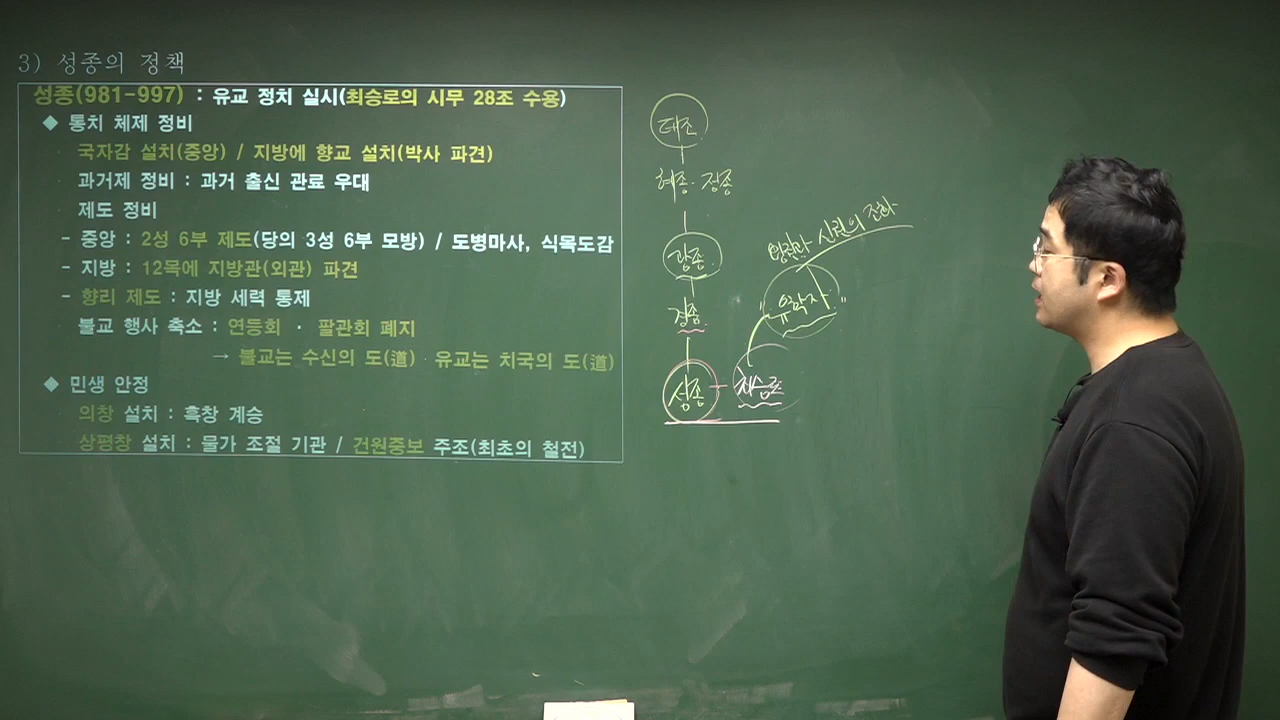 3) 성종의 정책
성종(981-997) : 유교 정치 실시(최승로의 시무 28조 수용)
◆ 통치 체제 정비
· 국자감 설치(중앙) / 지방에 향교 설치(박사 파견)
· 과거제 정비 : 과거 출신 관료 우대
· 제도 정비
- 중앙 : 2성 6부 제도(당의 3성 6부 모방) / 도병마사, 식목도감
- 지방 : 12목에 지방관(외관) 파견
- 향리 제도 : 지방 세력 통제
· 불교 행사 축소 : 연등회 · 팔관회 폐지
→ 불교는 수신의 도(道) · 유교는 치국의 도(道)
◆ 민생 안정
· 의창 설치 : 흑창 계승
· 상평창 설치 : 물가 조절 기관 / 건원중보 주조(최초의 철전)
태조
혜종·정종
광종
경종
성종
최승로
"유학자"
왕권과 신권의 조화